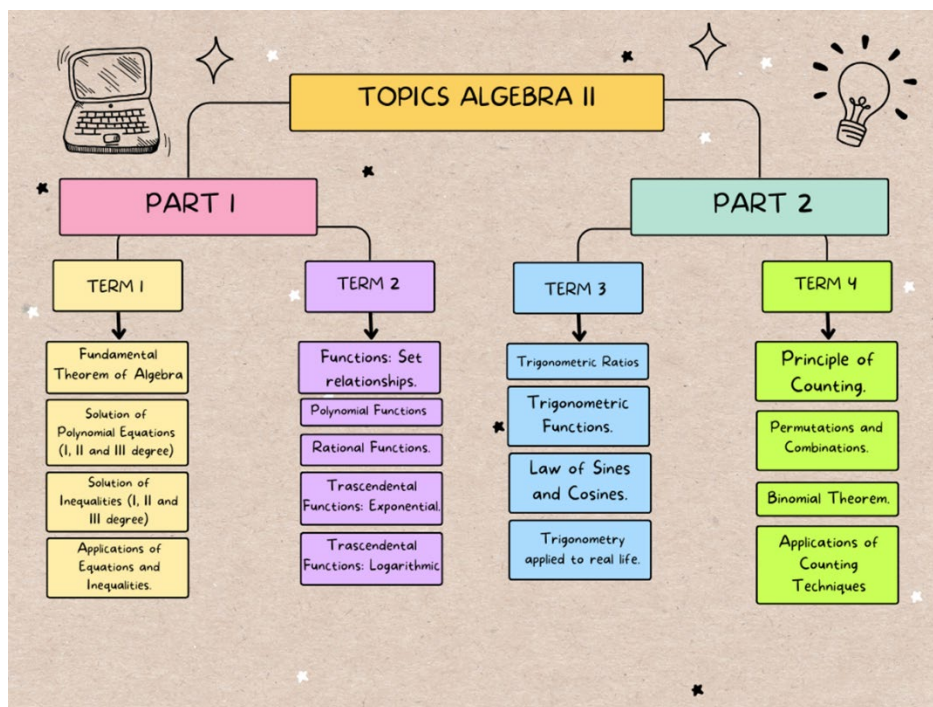 TOPICS ALGEBRA II
PART I
PART 2
TERM I
TERM 2
TERM 3
TERM 4
Fundamental
Theorem of Algebra
Solution of
Polynomial Equations
(I, II and III degree)
Solution of
Inequalities (I, II and
III degree)
Applications of
Equations and
Inequalities.
Functions: Set
relationships.
Polynomial Functions
Rational Functions.
Trascendental
Functions: Exponential.
Trascendental
Functions: Logarithmic
Trigonometric Ratios
Trigonometric
Functions.
Law of Sines
and Cosines.
Trigonometry
applied to real life.
Principle of
Counting.
Permutations and
Combinations.
Binomial Theorem.
Applications of
Counting
Techniques